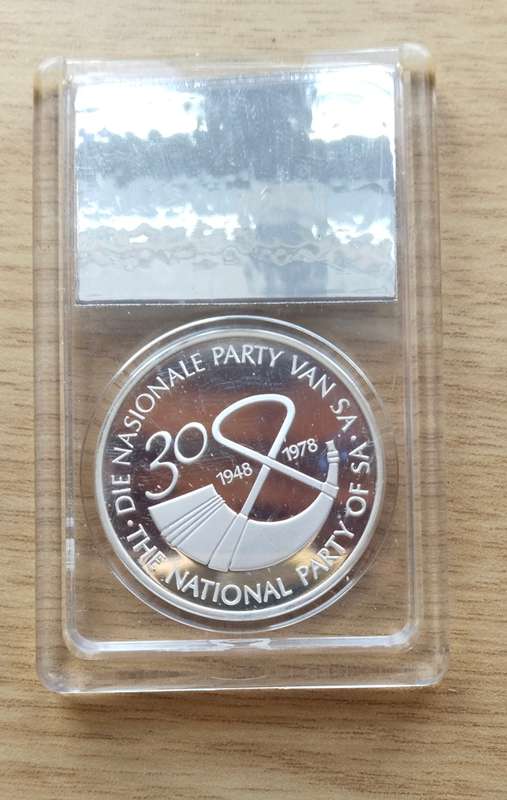 · DIE NASIONALE PARTY VAN SA ·
30
1948 1978
THE NATIONAL PARTY OF SA